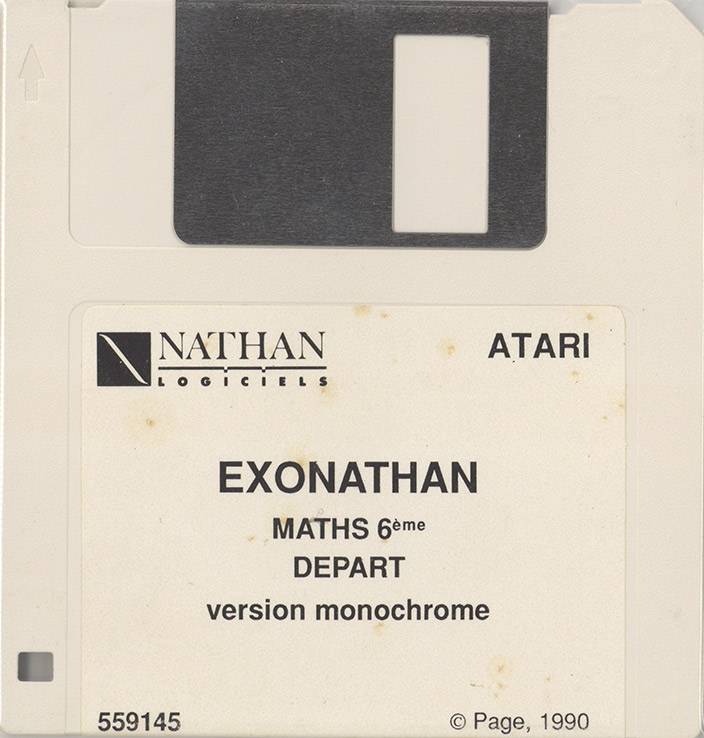 NATHAN
LOGICIELS
ATARI
EXONATHAN
MATHS 6ème
DEPART
version monochrome
559145
© Page, 1990